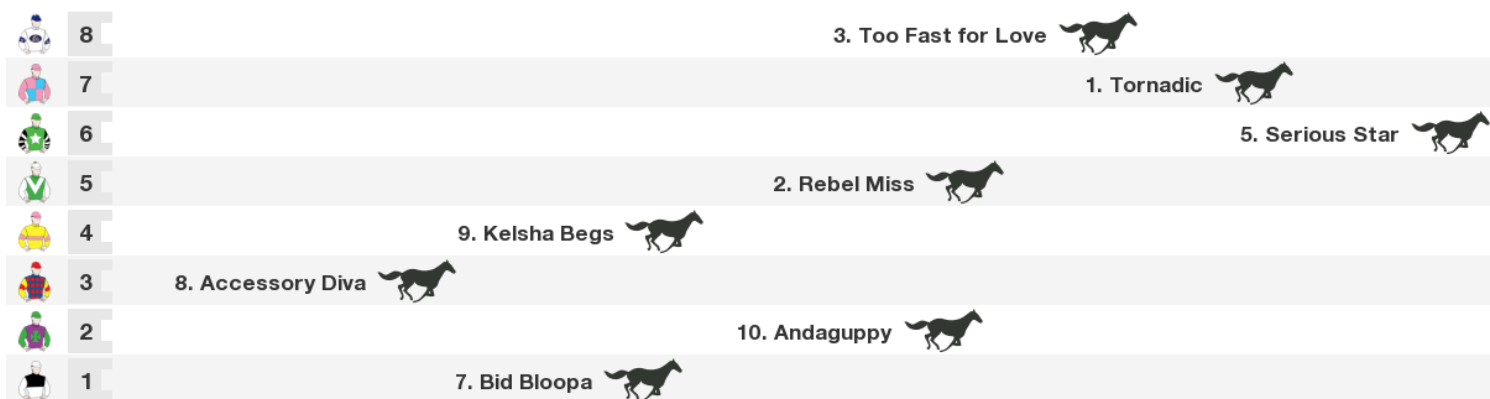 8 3. Too Fast for Love
7 1. Tornadic
6 5. Serious Star
5 2. Rebel Miss
4 9. Kelsha Begs
3 8. Accessory Diva
2 10. Andaguppy
1 7. Bid Bloopa